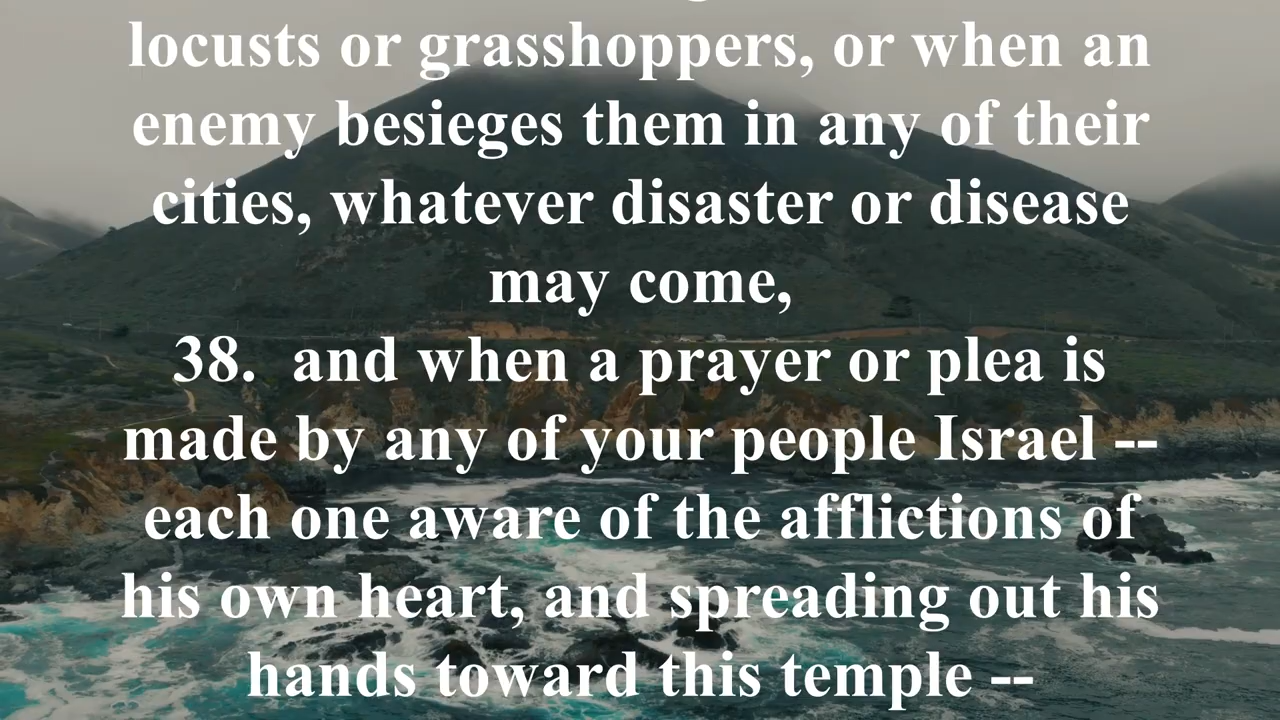 locusts or grasshoppers, or when an
enemy besieges them in any of their
cities, whatever disaster or disease
may come,
38.  and when a prayer or plea is
made by any of your people Israel --
each one aware of the afflictions of
his own heart, and spreading out his
hands toward this temple --